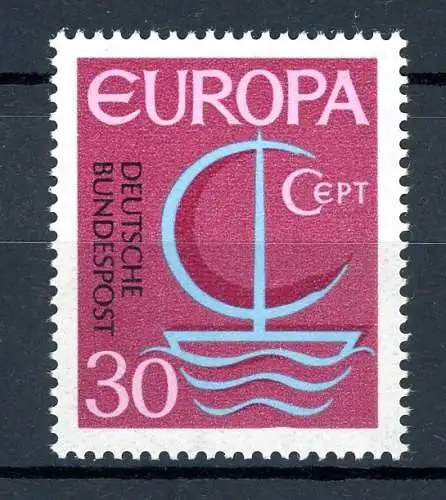 EUROPA
CEPT
DEUTSCHE
BUNDESPOST
30